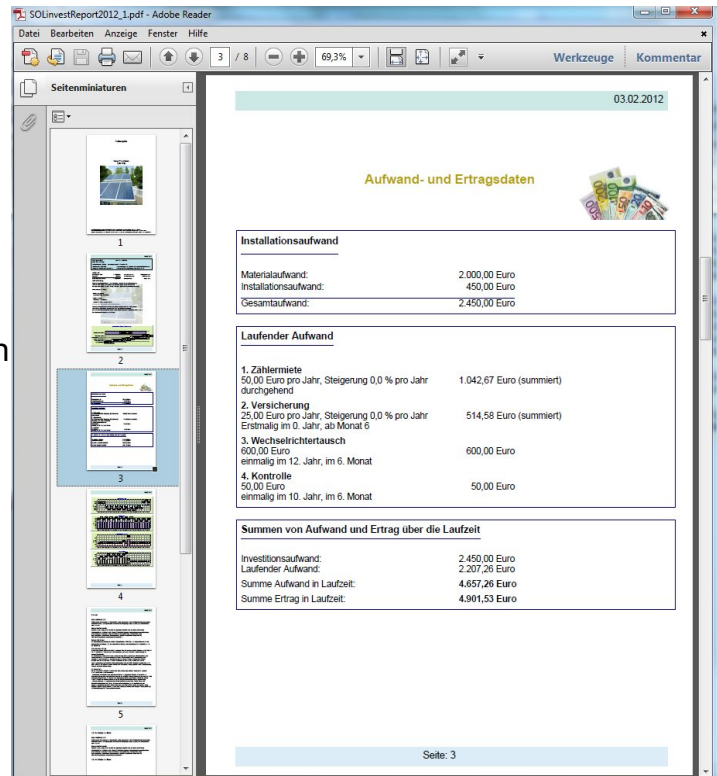 SOLinvestReport2012_1.pdf - Adobe Reader
Datei Bearbeiten Anzeige Fenster Hilfe
3 / 8 69,3% Werkzeuge Kommentar
Seitenminiaturen
1
2
3
4
5
n
03.02.2012
Aufwand- und Ertragsdaten
Installationsaufwand
Materialaufwand: 2.000,00 Euro
Installationsaufwand: 450,00 Euro
Gesamtaufwand: 2.450,00 Euro
Laufender Aufwand
1. Zählermiete
50,00 Euro pro Jahr, Steigerung 0,0 % pro Jahr 1.042,67 Euro (summiert)
durchgehend
2. Versicherung
25,00 Euro pro Jahr, Steigerung 0,0 % pro Jahr 514,58 Euro (summiert)
Erstmalig im 0. Jahr, ab Monat 6
3. Wechselrichtertausch
600,00 Euro 600,00 Euro
einmalig im 12. Jahr, im 6. Monat
4. Kontrolle
50,00 Euro 50,00 Euro
einmalig im 10. Jahr, im 6. Monat
Summen von Aufwand und Ertrag über die Laufzeit
Investitionsaufwand: 2.450,00 Euro
Laufender Aufwand: 2.207,26 Euro
Summe Aufwand in Laufzeit: 4.657,26 Euro
Summe Ertrag in Laufzeit: 4.901,53 Euro
Seite: 3